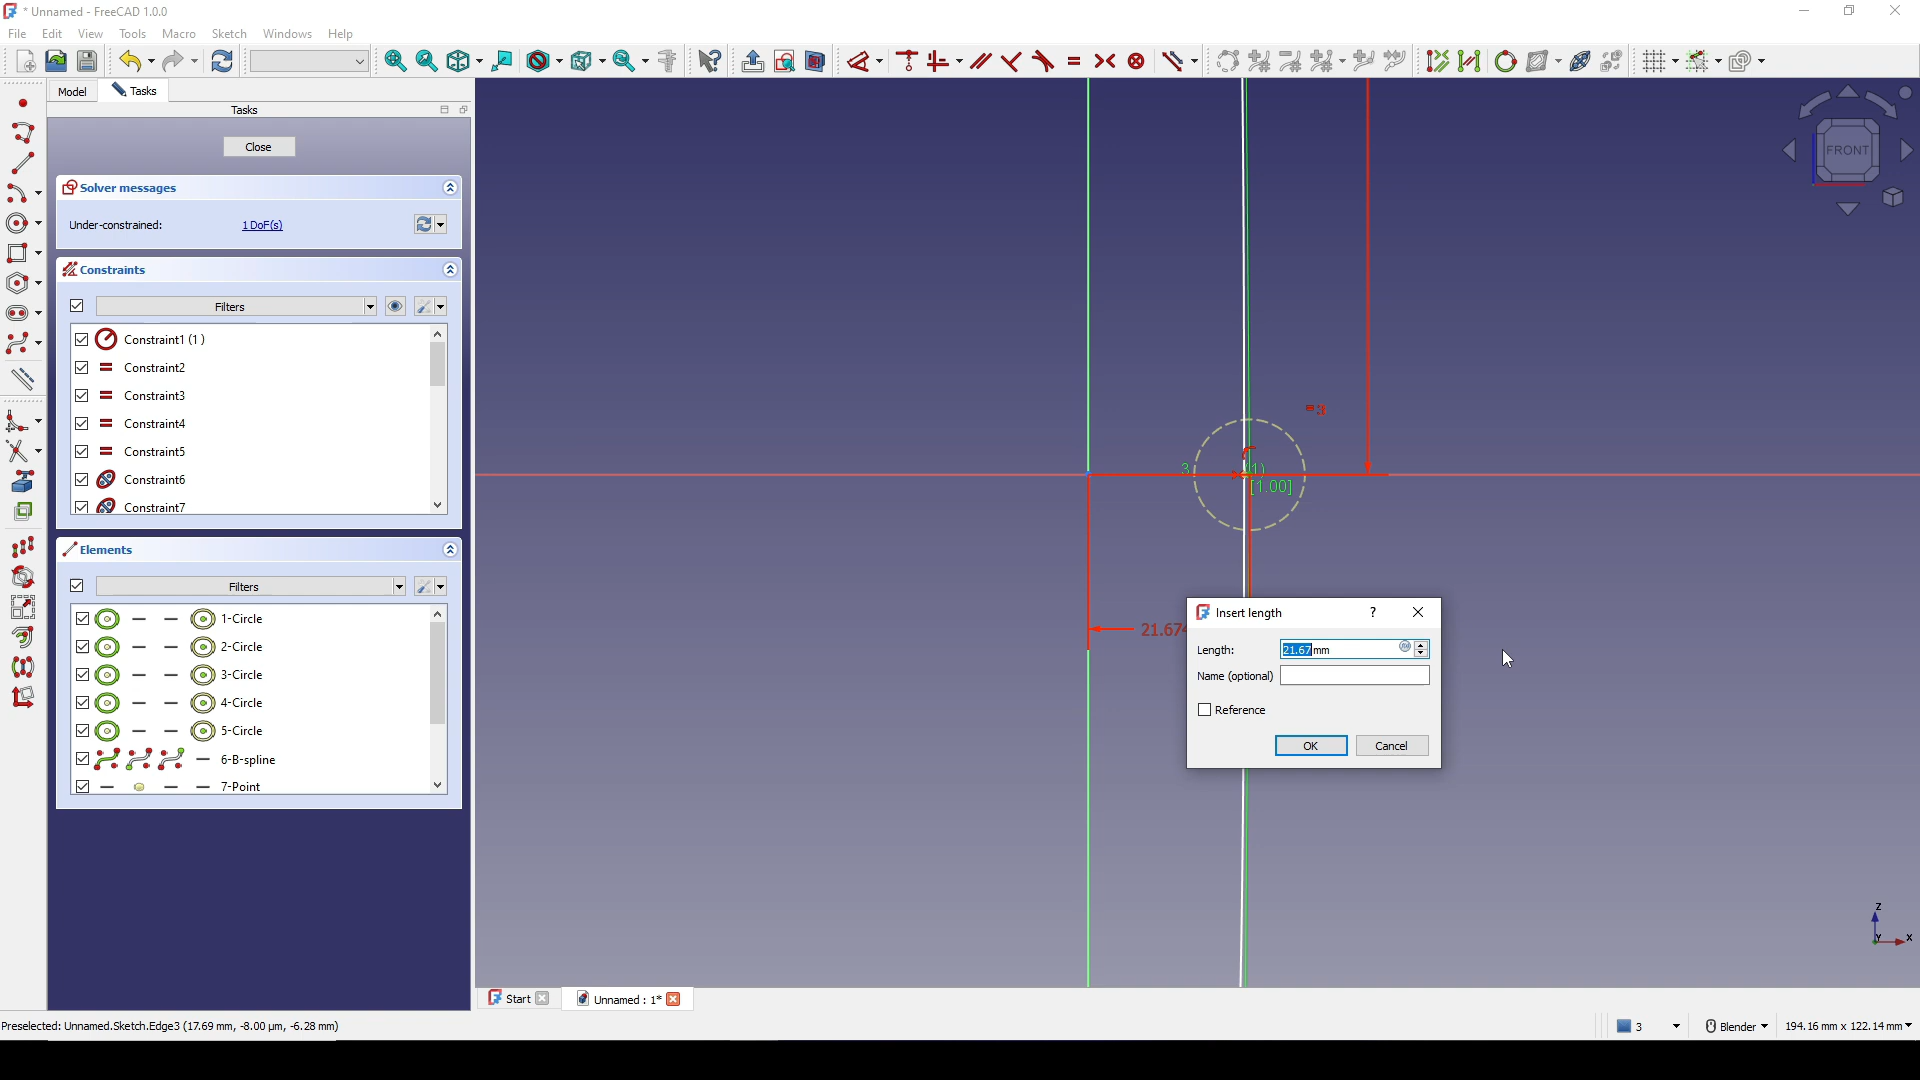 * Unnamed - FreeCAD 1.0.0
File Edit View Tools Macro Sketch Windows Help
Model Tasks
Tasks
Close
Solver messages
Under-constrained: 1 DoF(s)
Constraints
Filters
Constraint1 (1 )
Constraint2
Constraint3
Constraint4
Constraint5
Constraint6
Constraint7
Elements
Filters
1-Circle
2-Circle
3-Circle
4-Circle
5-Circle
6-B-spline
7-Point
FRONT
3 (1)
[1.00]
21.674
Insert length ?
Length: 21.67 mm
Name (optional)
Reference
OK Cancel
Z
Y X
Start Unnamed : 1*
Preselected: Unnamed.Sketch.Edge3 (17.69 mm, -8.00 µm, -6.28 mm)
3 Blender 194.16 mm x 122.14 mm